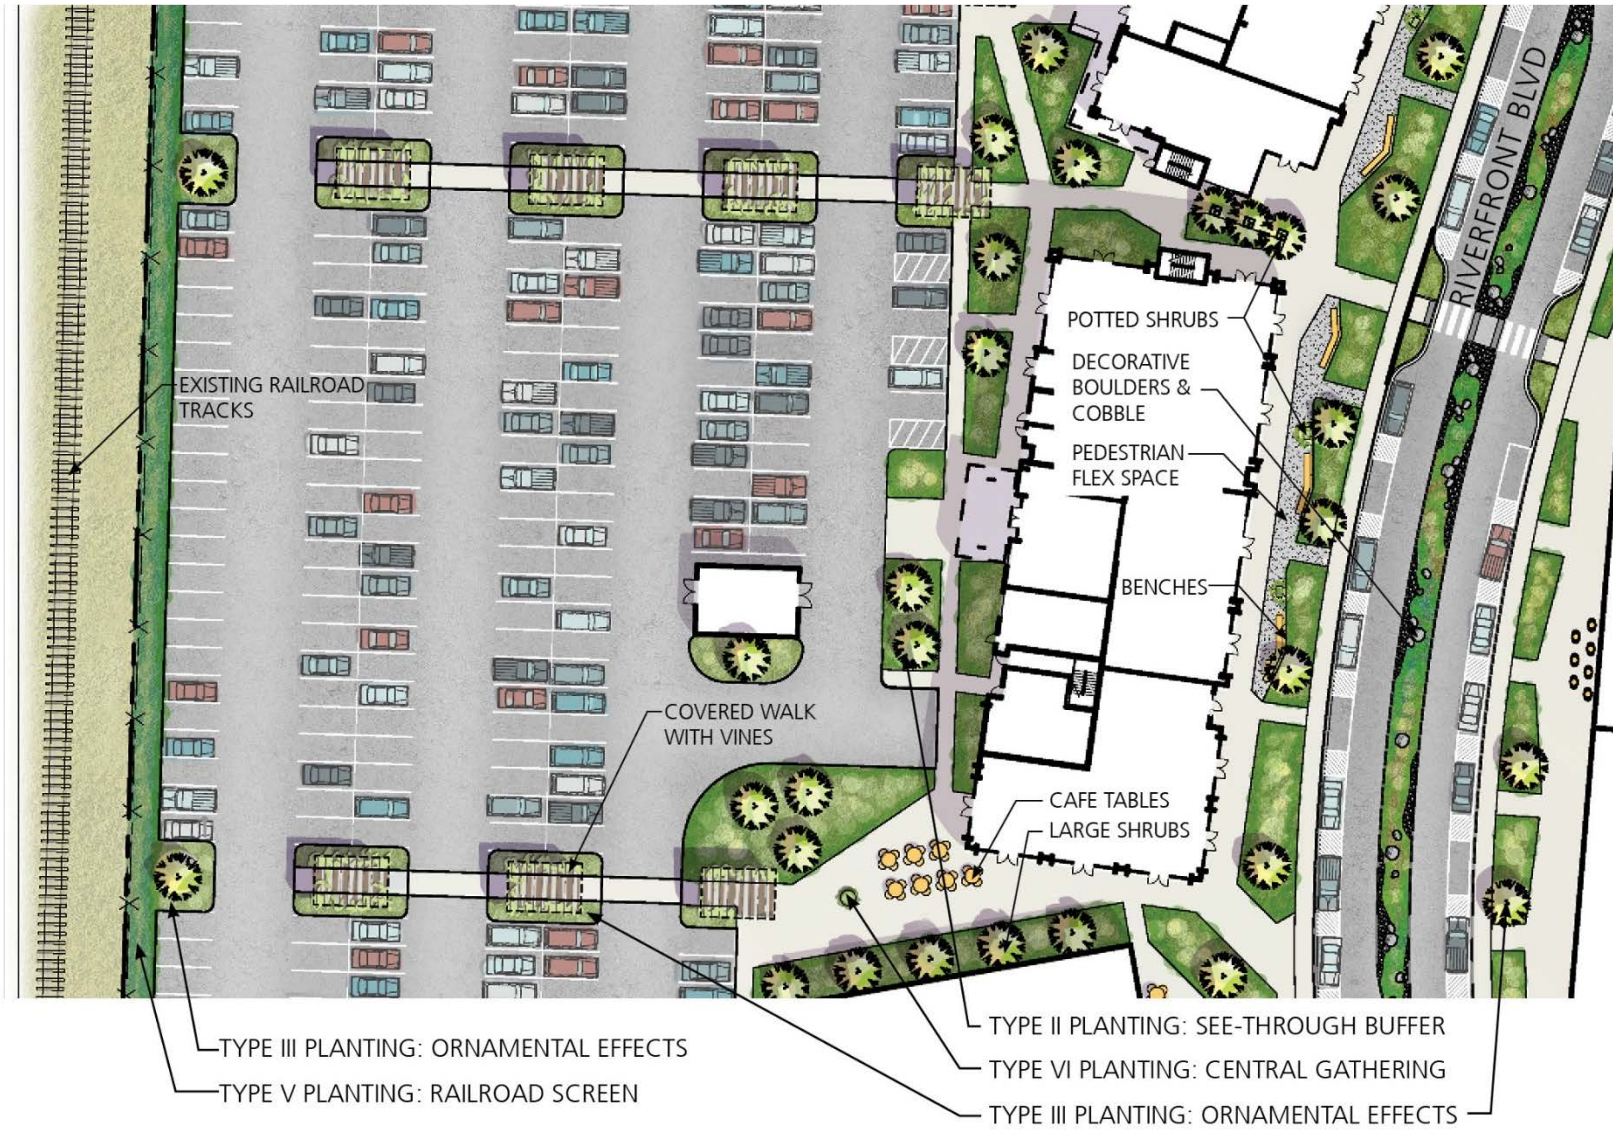 RIVERFRONT BLVD
POTTED SHRUBS
DECORATIVE
BOULDERS &
COBBLE
EXISTING RAILROAD
TRACKS
PEDESTRIAN
FLEX SPACE
BENCHES
COVERED WALK
WITH VINES
CAFE TABLES
LARGE SHRUBS
TYPE II PLANTING: SEE-THROUGH BUFFER
TYPE III PLANTING: ORNAMENTAL EFFECTS
TYPE VI PLANTING: CENTRAL GATHERING
TYPE V PLANTING: RAILROAD SCREEN
TYPE III PLANTING: ORNAMENTAL EFFECTS